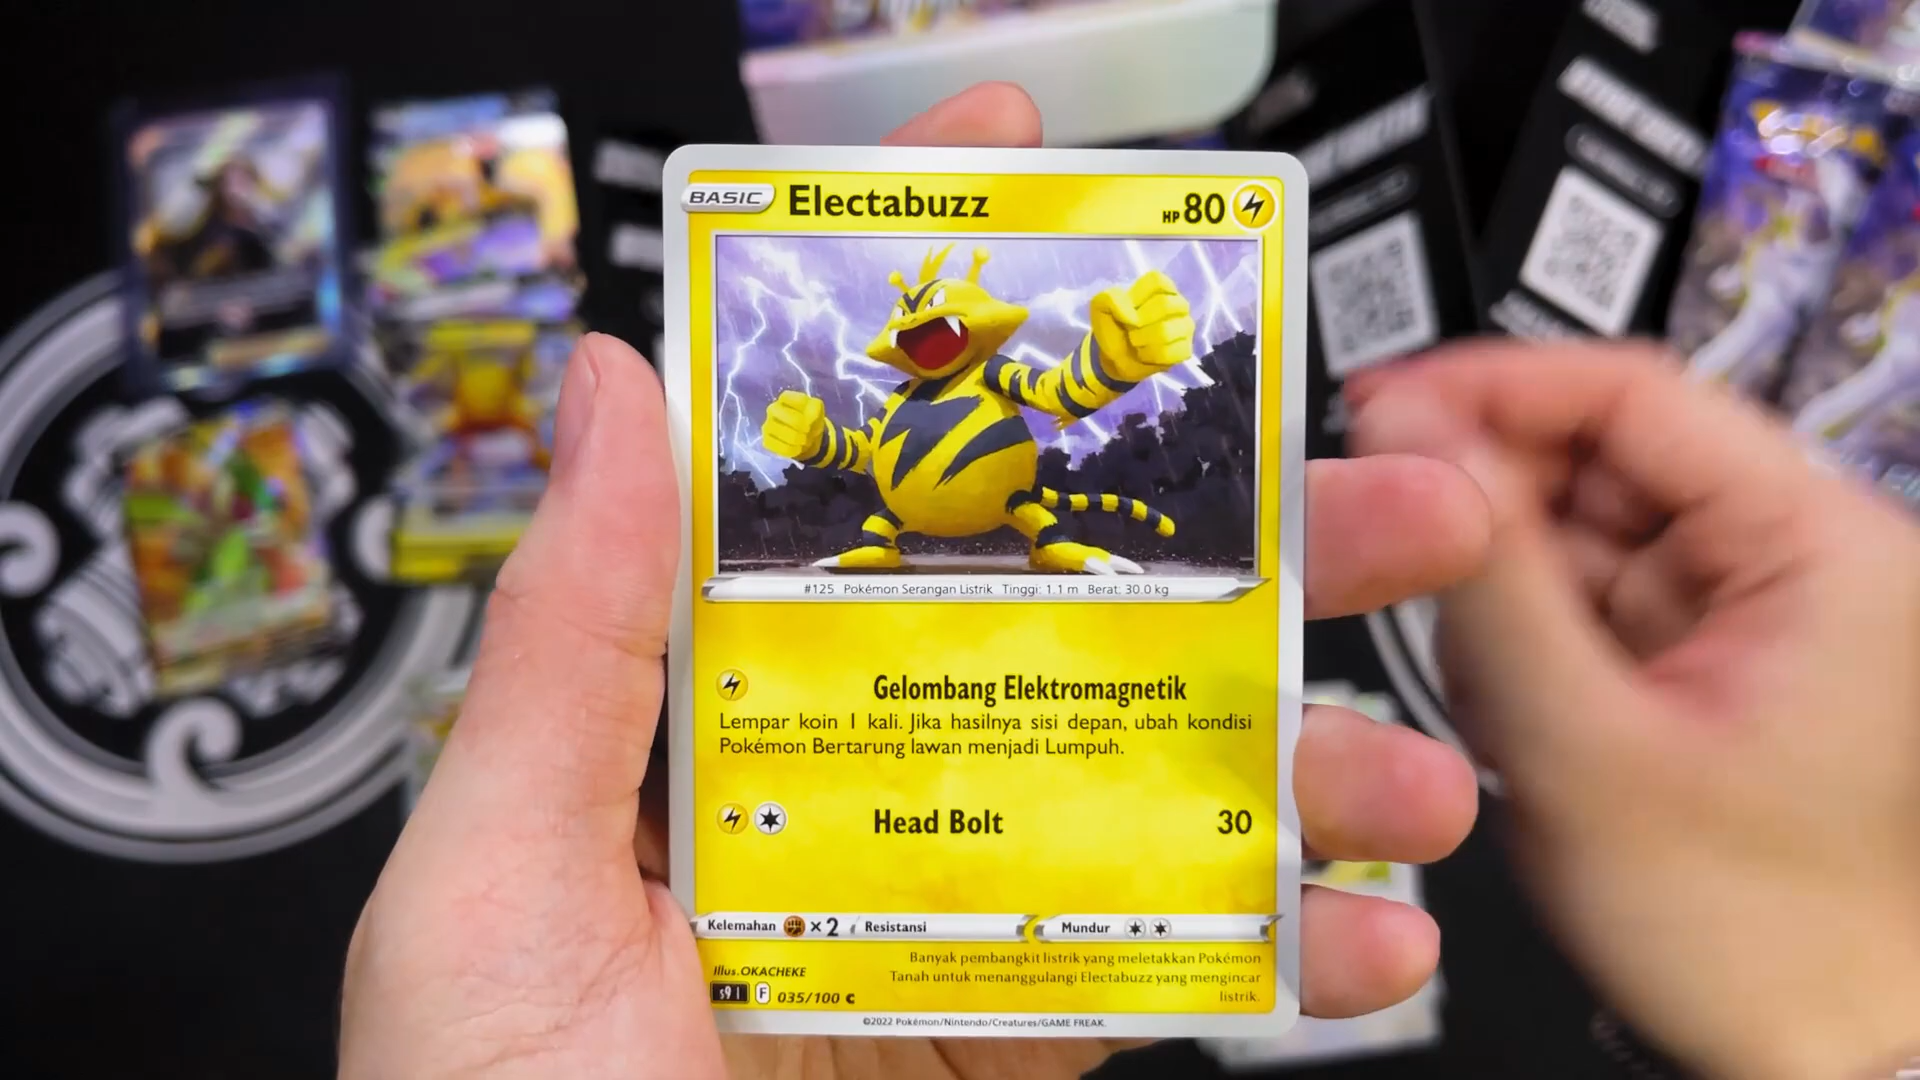 BASIC Electabuzz HP 80
#125 Pokémon Serangan Listrik Tinggi: 1.1 m Berat: 30.0 kg
Gelombang Elektromagnetik
Lempar koin 1 kali. Jika hasilnya sisi depan, ubah kondisi
Pokémon Bertarung lawan menjadi Lumpuh.
Head Bolt 30
Kelemahan ×2 Resistansi Mundur
Banyak pembangkit listrik yang meletakkan Pokémon
Tanah untuk menanggulangi Electabuzz yang mengincar
listrik.
Illus. OKACHEKE
s9 I F 035/100 C
©2022 Pokémon/Nintendo/Creatures/GAME FREAK.